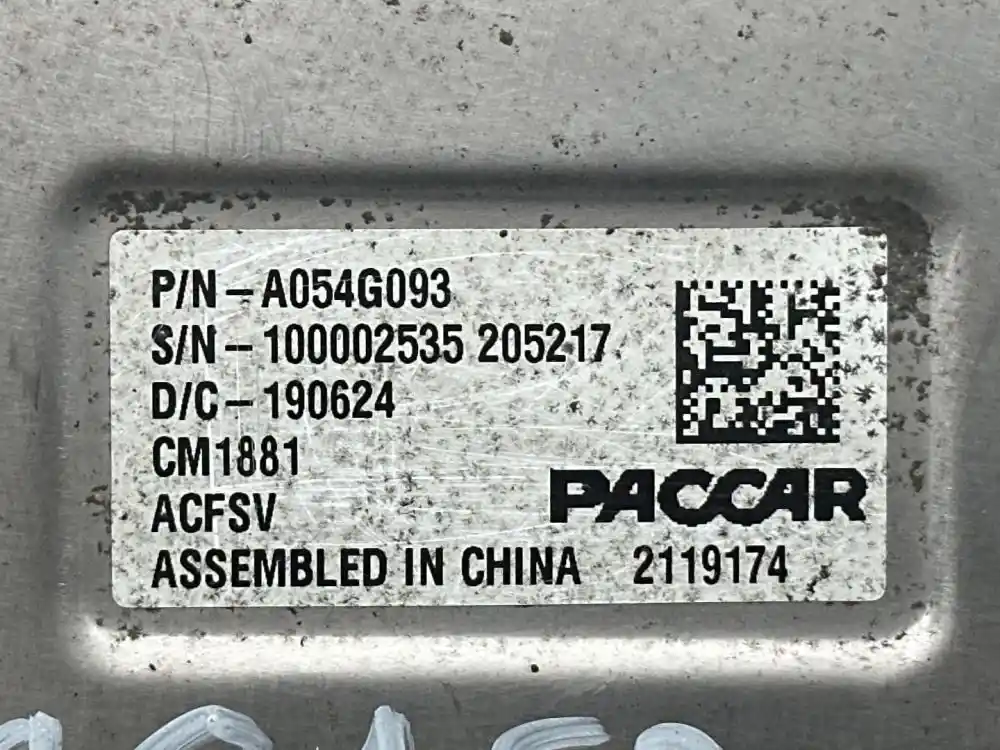 P/N – A054G093
S/N – 100002535 205217
D/C – 190624
CM1881
ACFSV
PACCAR
ASSEMBLED IN CHINA 2119174